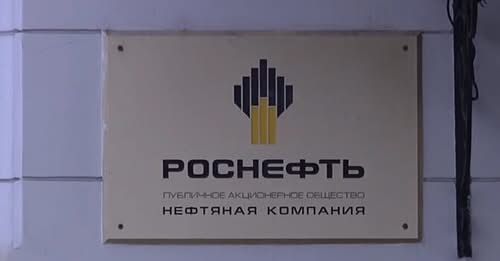 РОСНЕФТЬ
ПУБЛИЧНОЕ АКЦИОНЕРНОЕ ОБЩЕСТВО
НЕФТЯНАЯ КОМПАНИЯ